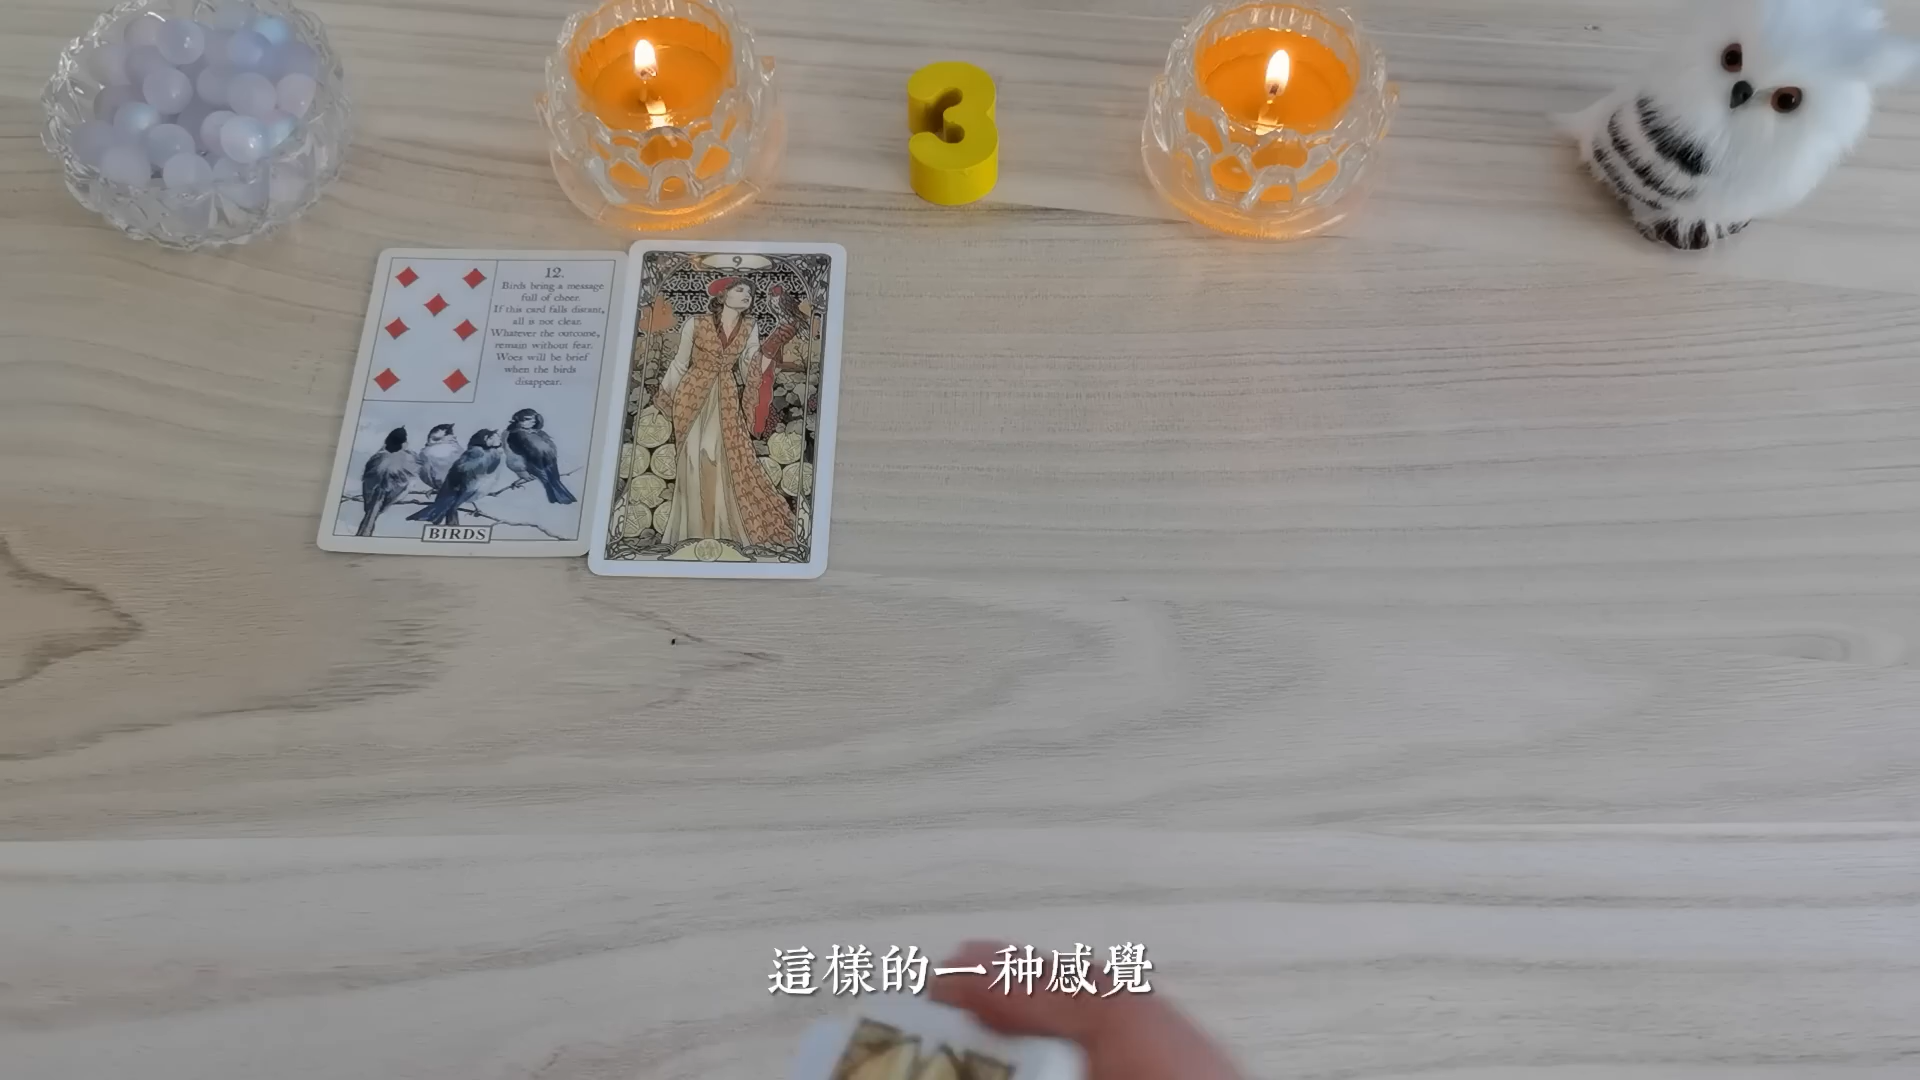 3
12.
Birds bring a message
full of cheer.
If this card falls distant,
all is not clear.
Whatever the outcome,
remain without fear.
Woes will be brief
when the birds
disappear.
BIRDS
9
這樣的一种感覺